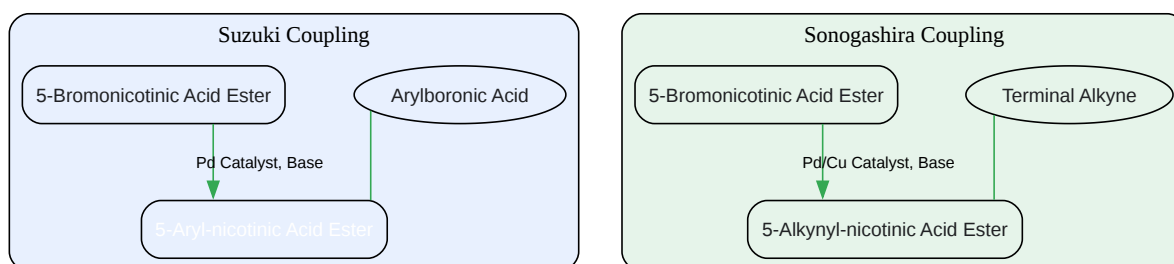 Suzuki Coupling
5-Bromonicotinic Acid Ester
Arylboronic Acid
Pd Catalyst, Base
5-Aryl-nicotinic Acid Ester
Sonogashira Coupling
5-Bromonicotinic Acid Ester
Terminal Alkyne
Pd/Cu Catalyst, Base
5-Alkynyl-nicotinic Acid Ester